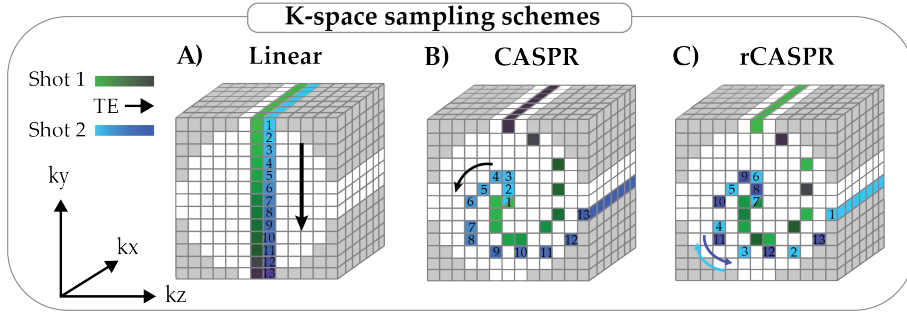 K-space sampling schemes
A) Linear
B) CASPR
C) rCASPR
Shot 1
TE
Shot 2
ky
kx
kz
1
2
3
4
5
6
7
8
9
10
11
12
13
4 3
5 2
6 1
7
8
9 10 11 12 13
9 6
5 8
10 7
4
11
3 12 2 13
1